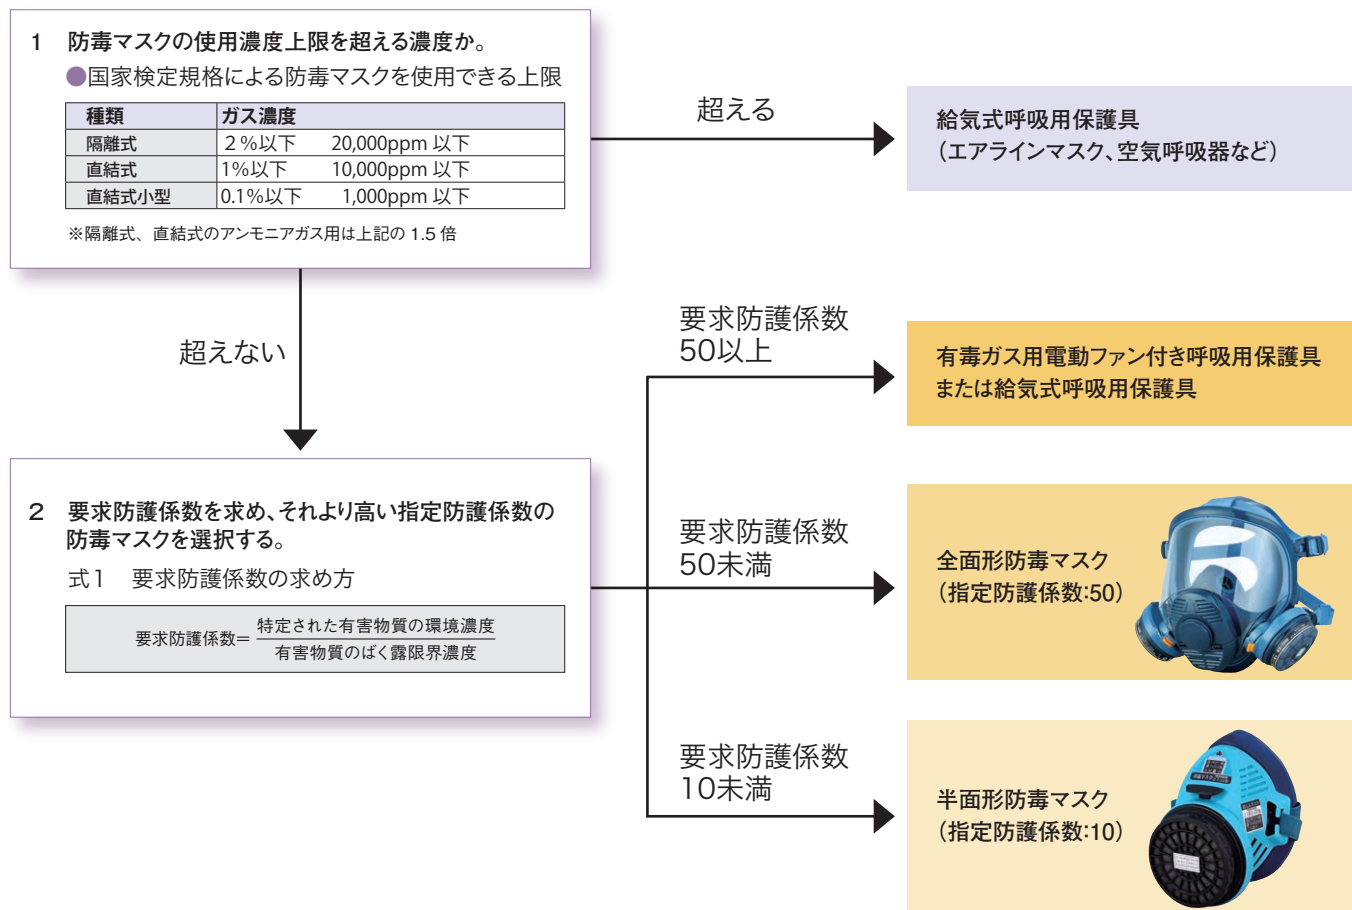 1 防毒マスクの使用濃度上限を超える濃度か。
●国家検定規格による防毒マスクを使用できる上限
種類 ガス濃度
隔離式 2%以下 20,000ppm 以下
直結式 1%以下 10,000ppm 以下
直結式小型 0.1%以下 1,000ppm 以下
※隔離式、直結式のアンモニアガス用は上記の 1.5 倍
超える
給気式呼吸用保護具
(エアラインマスク、空気呼吸器など)
超えない
2 要求防護係数を求め、それより高い指定防護係数の
防毒マスクを選択する。
式1 要求防護係数の求め方
要求防護係数=
特定された有害物質の環境濃度
有害物質のばく露限界濃度
要求防護係数
50以上
有毒ガス用電動ファン付き呼吸用保護具
または給気式呼吸用保護具
要求防護係数
50未満
全面形防毒マスク
(指定防護係数:50)
要求防護係数
10未満
半面形防毒マスク
(指定防護係数:10)